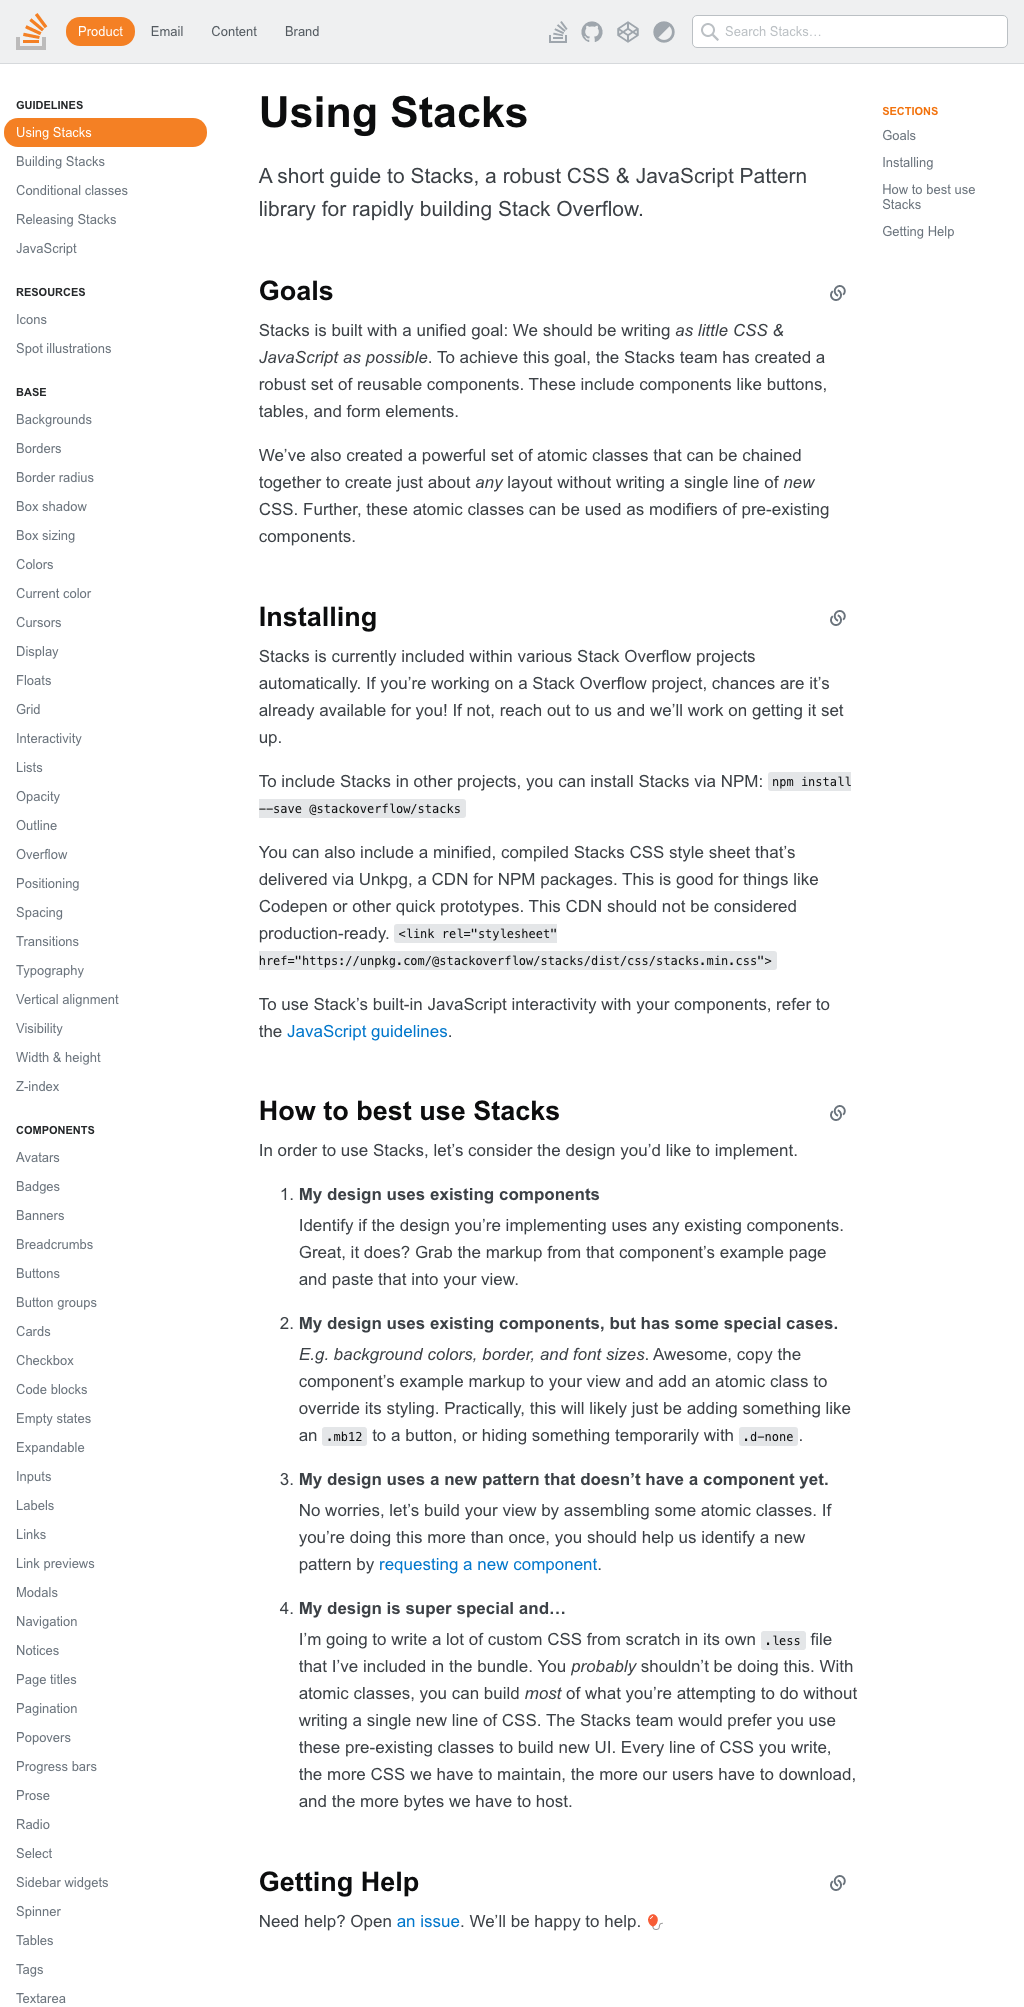 Product
Email
Content
Brand
Search Stacks...
GUIDELINES
Using Stacks
Building Stacks
Conditional classes
Releasing Stacks
JavaScript
RESOURCES
Icons
Spot illustrations
BASE
Backgrounds
Borders
Border radius
Box shadow
Box sizing
Colors
Current color
Cursors
Display
Floats
Grid
Interactivity
Lists
Opacity
Outline
Overflow
Positioning
Spacing
Transitions
Typography
Vertical alignment
Visibility
Width & height
Z-index
COMPONENTS
Avatars
Badges
Banners
Breadcrumbs
Buttons
Button groups
Cards
Checkbox
Code blocks
Empty states
Expandable
Inputs
Labels
Links
Link previews
Modals
Navigation
Notices
Page titles
Pagination
Popovers
Progress bars
Prose
Radio
Select
Sidebar widgets
Spinner
Tables
Tags
Textarea
Using Stacks
A short guide to Stacks, a robust CSS & JavaScript Pattern
library for rapidly building Stack Overflow.
Goals
Stacks is built with a unified goal: We should be writing as little CSS &
JavaScript as possible. To achieve this goal, the Stacks team has created a
robust set of reusable components. These include components like buttons,
tables, and form elements.
We’ve also created a powerful set of atomic classes that can be chained
together to create just about any layout without writing a single line of new
CSS. Further, these atomic classes can be used as modifiers of pre-existing
components.
Installing
Stacks is currently included within various Stack Overflow projects
automatically. If you’re working on a Stack Overflow project, chances are it’s
already available for you! If not, reach out to us and we’ll work on getting it set
up.
To include Stacks in other projects, you can install Stacks via NPM: npm install
--save @stackoverflow/stacks
You can also include a minified, compiled Stacks CSS style sheet that’s
delivered via Unkpg, a CDN for NPM packages. This is good for things like
Codepen or other quick prototypes. This CDN should not be considered
production-ready. <link rel="stylesheet"
href="https://unpkg.com/@stackoverflow/stacks/dist/css/stacks.min.css">
To use Stack’s built-in JavaScript interactivity with your components, refer to
the JavaScript guidelines.
How to best use Stacks
In order to use Stacks, let’s consider the design you’d like to implement.
1. My design uses existing components
Identify if the design you’re implementing uses any existing components.
Great, it does? Grab the markup from that component’s example page
and paste that into your view.
2. My design uses existing components, but has some special cases.
E.g. background colors, border, and font sizes. Awesome, copy the
component’s example markup to your view and add an atomic class to
override its styling. Practically, this will likely just be adding something like
an .mb12 to a button, or hiding something temporarily with .d-none.
3. My design uses a new pattern that doesn’t have a component yet.
No worries, let’s build your view by assembling some atomic classes. If
you’re doing this more than once, you should help us identify a new
pattern by requesting a new component.
4. My design is super special and…
I’m going to write a lot of custom CSS from scratch in its own .less file
that I’ve included in the bundle. You probably shouldn’t be doing this. With
atomic classes, you can build most of what you’re attempting to do without
writing a single new line of CSS. The Stacks team would prefer you use
these pre-existing classes to build new UI. Every line of CSS you write,
the more CSS we have to maintain, the more our users have to download,
and the more bytes we have to host.
Getting Help
Need help? Open an issue. We’ll be happy to help. 🎈
SECTIONS
Goals
Installing
How to best use
Stacks
Getting Help